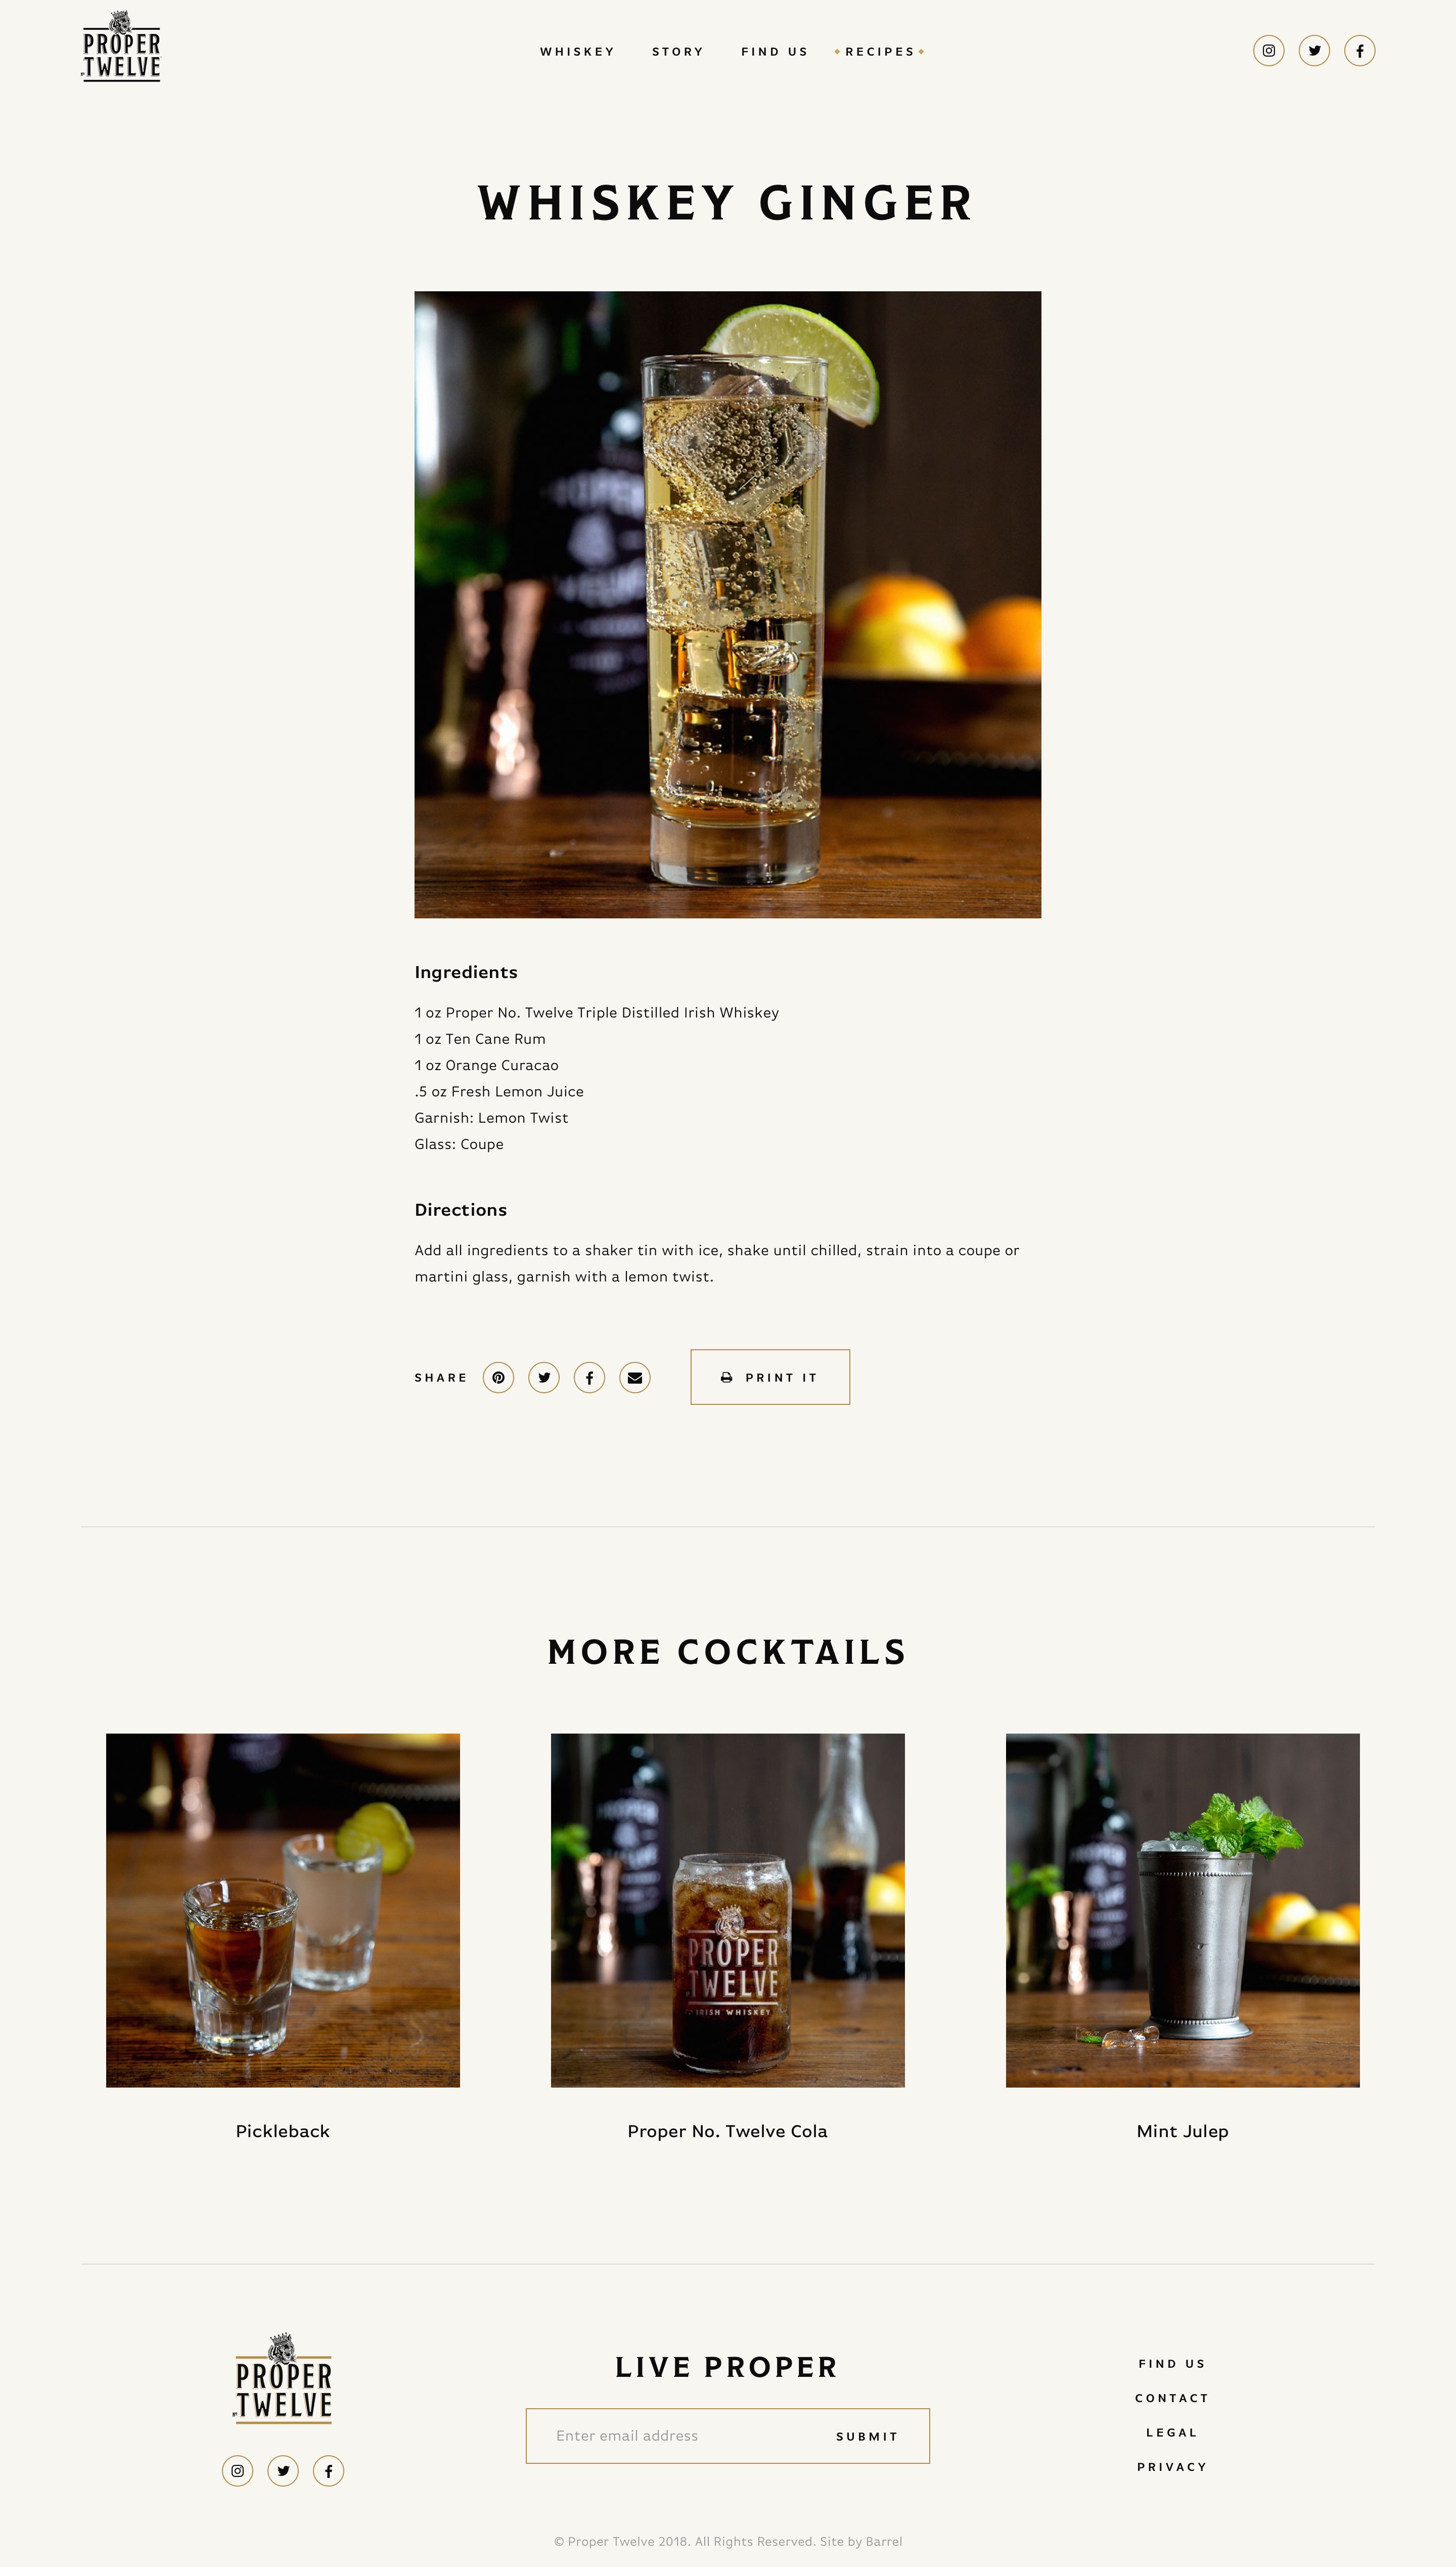 PROPER
TWELVE
WHISKEY
STORY
FIND US
RECIPES
WHISKEY GINGER
Ingredients
1 oz Proper No. Twelve Triple Distilled Irish Whiskey
1 oz Ten Cane Rum
1 oz Orange Curacao
.5 oz Fresh Lemon Juice
Garnish: Lemon Twist
Glass: Coupe
Directions
Add all ingredients to a shaker tin with ice, shake until chilled, strain into a coupe or
martini glass, garnish with a lemon twist.
SHARE
PRINT IT
MORE COCKTAILS
PROPER
TWELVE
IRISH WHISKEY
Pickleback
Proper No. Twelve Cola
Mint Julep
PROPER
TWELVE
LIVE PROPER
Enter email address
SUBMIT
FIND US
CONTACT
LEGAL
PRIVACY
© Proper Twelve 2018. All Rights Reserved. Site by Barrel